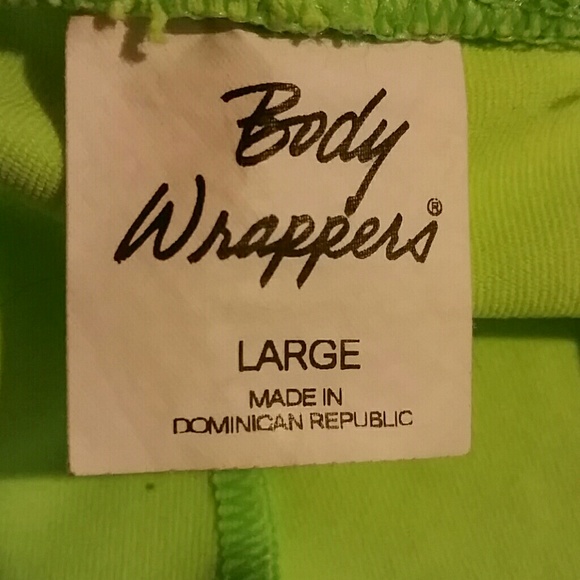 Body
Wrappers®
LARGE
MADE IN
DOMINICAN REPUBLIC